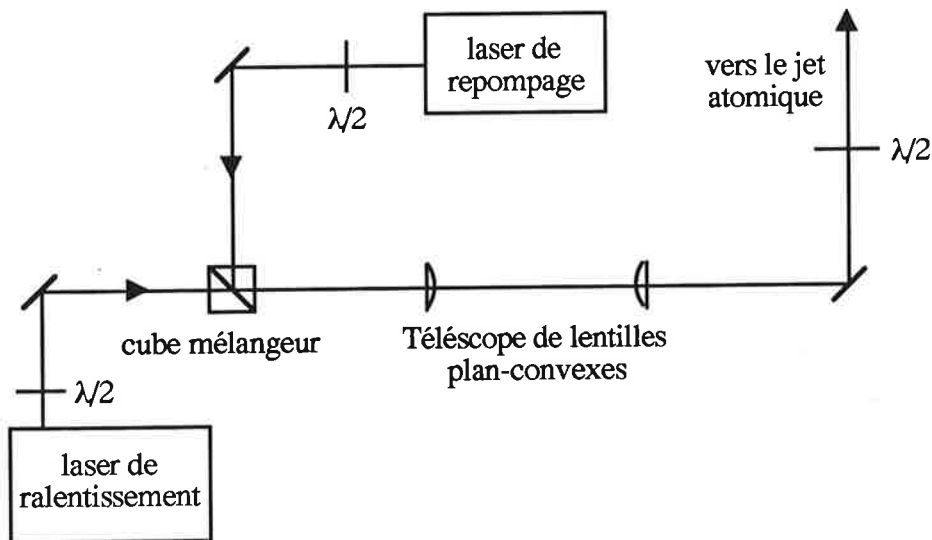 laser de
repompage
λ/2
vers le jet
atomique
λ/2
cube mélangeur
Téléscope de lentilles
plan-convexes
λ/2
laser de
ralentissement